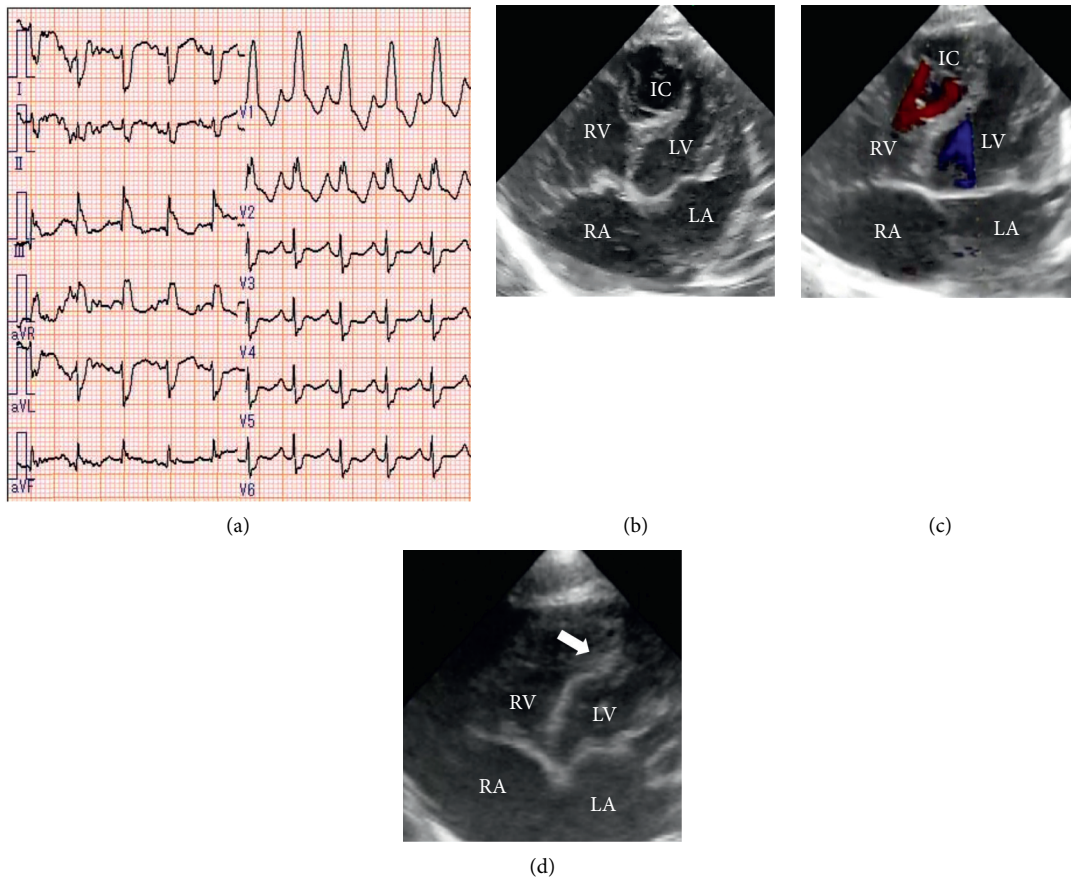 I
II
III
aVR
aVL
aVF
V1
V2
V3
V4
V5
V6
(a)
IC
RV
LV
RA
LA
(b)
IC
RV
LV
RA
LA
(c)
RV
LV
RA
LA
(d)